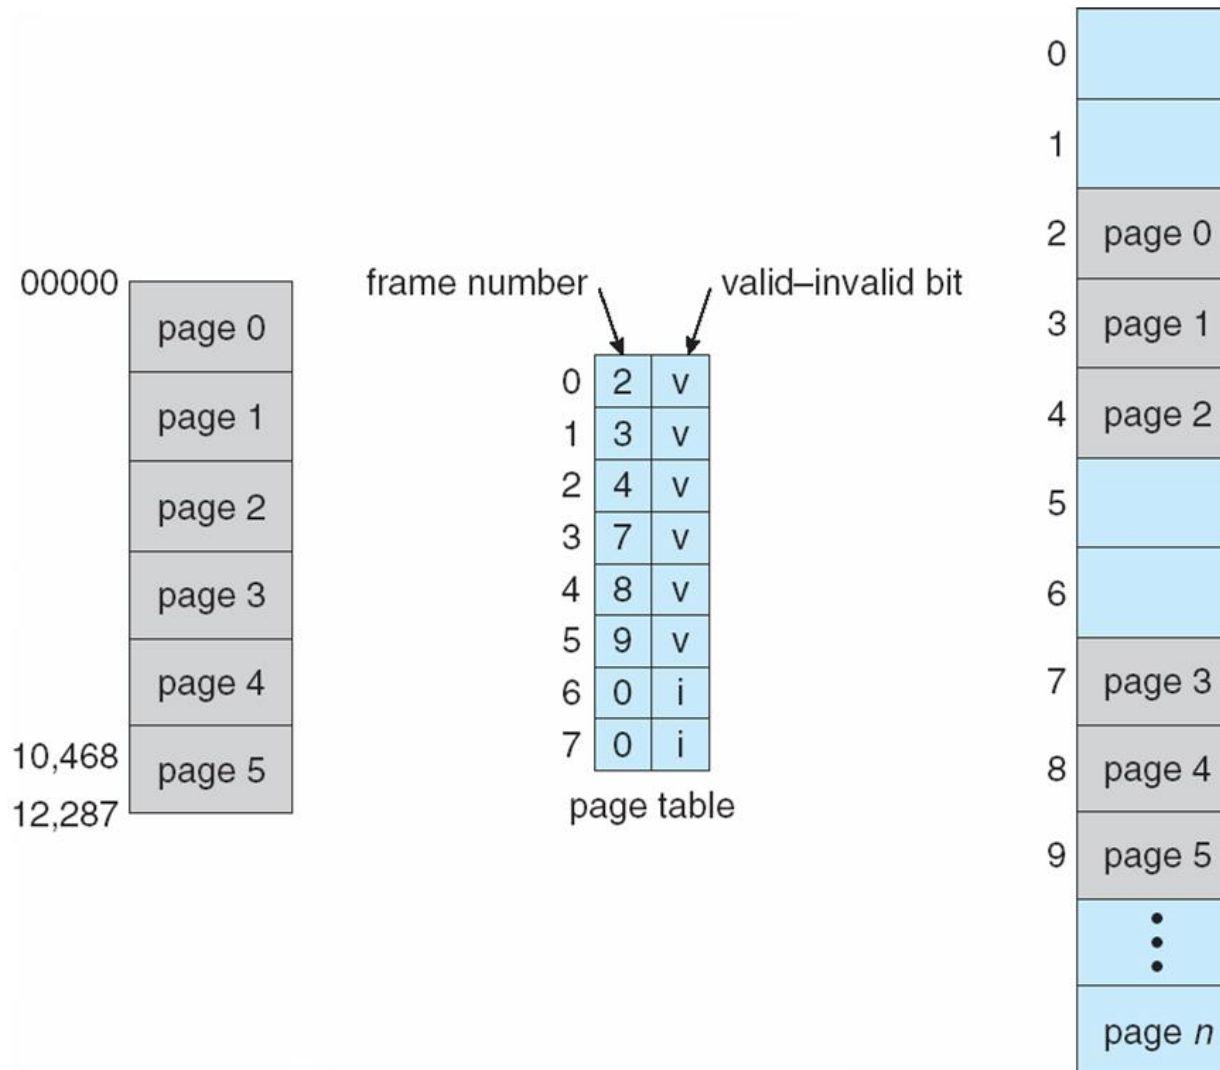 00000
page 0
page 1
page 2
page 3
page 4
10,468
page 5
12,287
frame number
valid–invalid bit
0 2 v
1 3 v
2 4 v
3 7 v
4 8 v
5 9 v
6 0 i
7 0 i
page table
0
1
2 page 0
3 page 1
4 page 2
5
6
7 page 3
8 page 4
9 page 5
page n